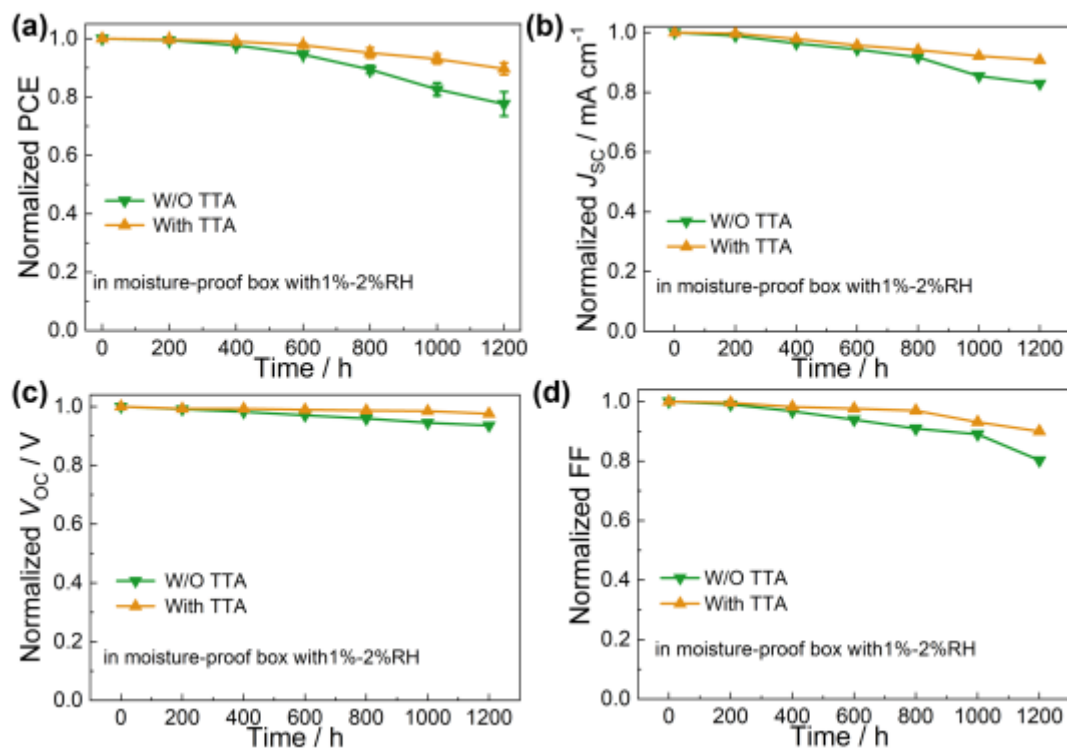 (a)
Normalized PCE
1.0
0.8
0.6
0.4
0.2
0.0
W/O TTA
With TTA
in moisture-proof box with1%-2%RH
0 200 400 600 800 1000 1200
Time / h
(b)
Normalized JSC / mA cm-1
1.0
0.8
0.6
0.4
0.2
0.0
W/O TTA
With TTA
in moisture-proof box with1%-2%RH
0 200 400 600 800 1000 1200
Time / h
(c)
Normalized VOC / V
1.0
0.8
0.6
0.4
0.2
0.0
W/O TTA
With TTA
in moisture-proof box with1%-2%RH
0 200 400 600 800 1000 1200
Time / h
(d)
Normalized FF
1.0
0.8
0.6
0.4
0.2
0.0
W/O TTA
With TTA
in moisture-proof box with1%-2%RH
0 200 400 600 800 1000 1200
Time / h